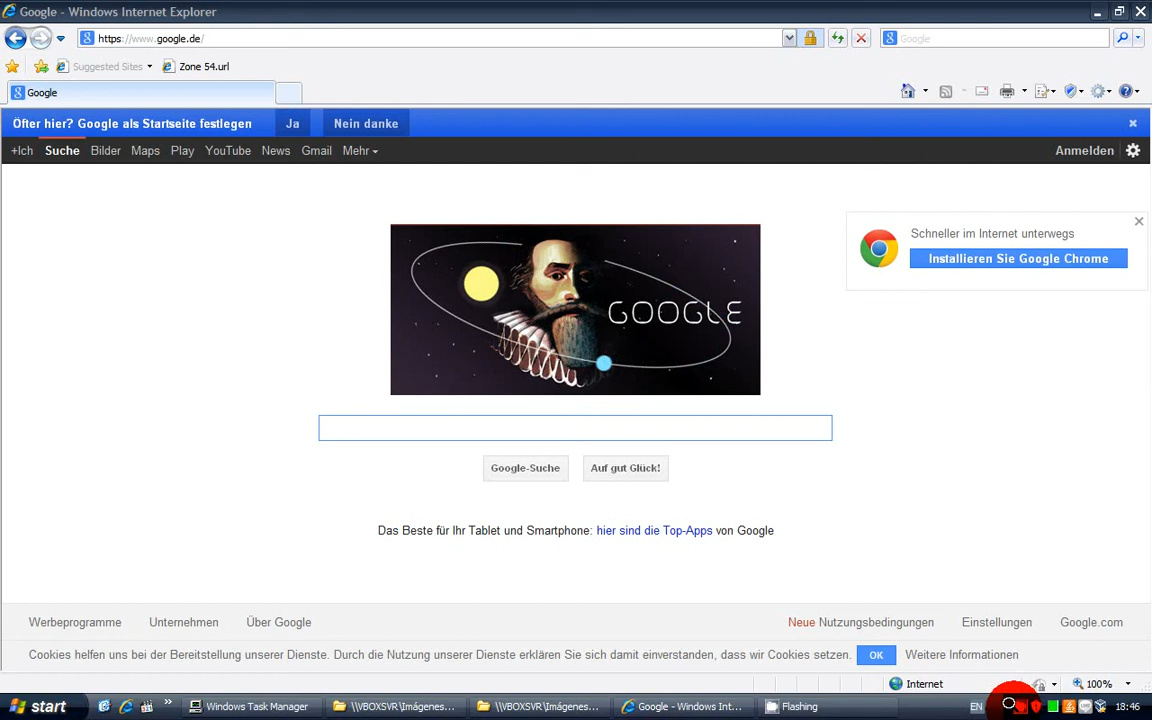 Google - Windows Internet Explorer
https://www.google.de/
Google
Suggested Sites
Zone 54.url
Google
Öfter hier? Google als Startseite festlegen
Ja
Nein danke
+Ich Suche Bilder Maps Play YouTube News Gmail Mehr
Anmelden
Schneller im Internet unterwegs
Installieren Sie Google Chrome
GOOGLE
Google-Suche
Auf gut Glück!
Das Beste für Ihr Tablet und Smartphone: hier sind die Top-Apps von Google
Werbeprogramme Unternehmen Über Google
Neue Nutzungsbedingungen Einstellungen Google.com
Cookies helfen uns bei der Bereitstellung unserer Dienste. Durch die Nutzung unserer Dienste erklären Sie sich damit einverstanden, dass wir Cookies setzen. OK Weitere Informationen
Internet
100%
start
Windows Task Manager
\\VBOXSVR\Imágenes...
\\VBOXSVR\Imágenes...
Google - Windows Int...
Flashing
EN
18:46